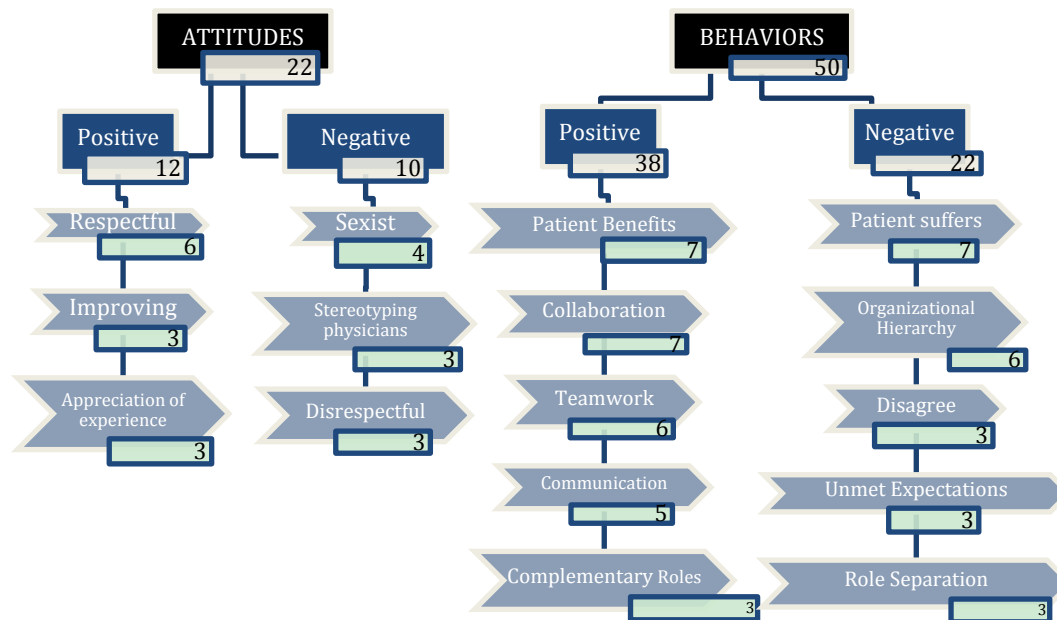 ATTITUDES
22
Positive
12
Respectful
6
Improving
3
Appreciation of
experience
3
Negative
10
Sexist
4
Stereotyping
physicians
3
Disrespectful
3
BEHAVIORS
50
Positive
38
Patient Benefits
7
Collaboration
7
Teamwork
6
Communication
5
Complementary Roles
3
Negative
22
Patient suffers
7
Organizational
Hierarchy
6
Disagree
3
Unmet Expectations
3
Role Separation
3